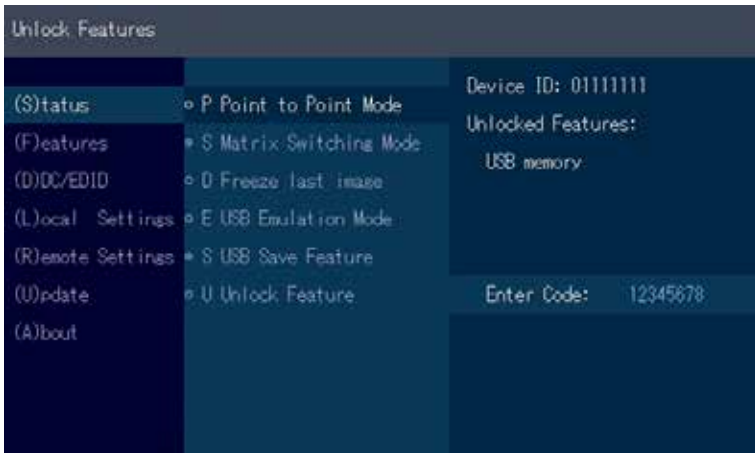 Unlock Features
(S)tatus
(F)eatures
(D)DC/EDID
(L)ocal Settings
(R)emote Settings
(U)pdate
(A)bout
P Point to Point Mode
S Matrix Switching Mode
D Freeze last image
E USB Emulation Mode
S USB Save Feature
U Unlock Feature
Device ID: 01111111
Unlocked Features:
USB memory
Enter Code: 12345678